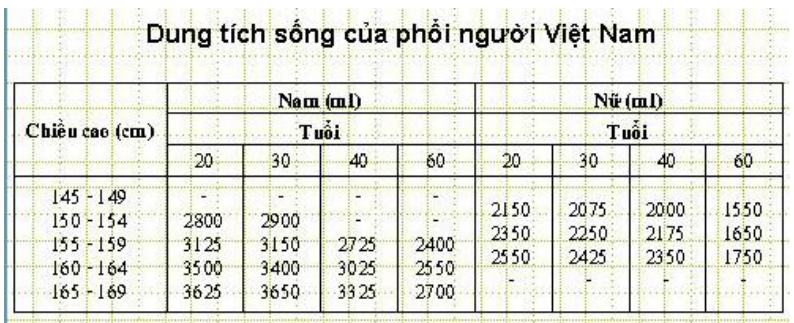 Dung tích sống của phổi người Việt Nam
Chiều cao (cm) Nam (ml) Nữ (ml)
Tuổi Tuổi
20 30 40 60 20 30 40 60
145 - 149 - - - - 2150 2075 2000 1550
150 - 154 2800 2900 - - 2350 2250 2175 1650
155 - 159 3125 3150 2725 2400 2550 2425 2350 1750
160 - 164 3500 3400 3025 2550 - - - -
165 - 169 3625 3650 3325 2700